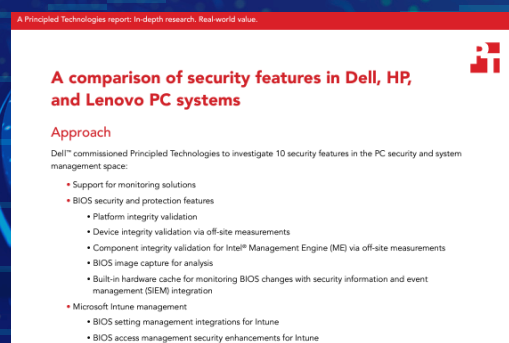 A Principled Technologies report: In-depth research. Real-world value.
PT
A comparison of security features in Dell, HP,
and Lenovo PC systems
Approach
Dell™ commissioned Principled Technologies to investigate 10 security features in the PC security and system
management space:
• Support for monitoring solutions
• BIOS security and protection features
• Platform integrity validation
• Device integrity validation via off-site measurements
• Component integrity validation for Intel® Management Engine (ME) via off-site measurements
• BIOS image capture for analysis
• Built-in hardware cache for monitoring BIOS changes with security information and event
management (SIEM) integration
• Microsoft Intune management
• BIOS setting management integrations for Intune
• BIOS access management security enhancements for Intune